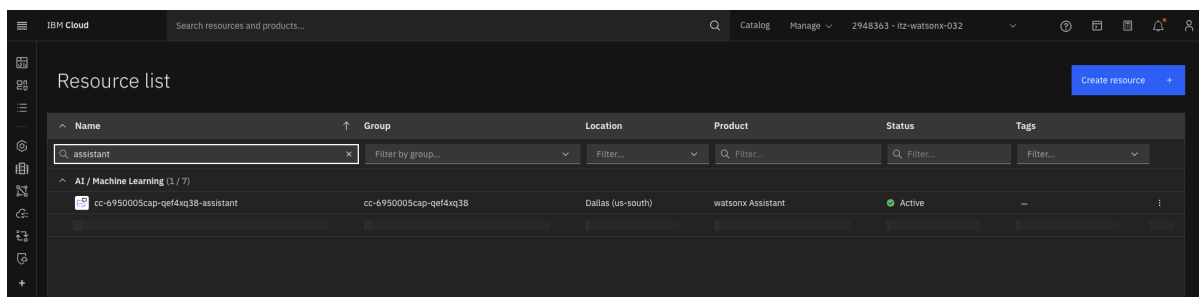 IBM Cloud
Search resources and products...
Catalog
Manage
2948363 - itz-watsonx-032
Resource list
Create resource +
Name
Group
Location
Product
Status
Tags
assistant
Filter by group...
Filter...
Filter...
Filter...
Filter...
AI / Machine Learning (1 / 7)
cc-6950005cap-qef4xq38-assistant
cc-6950005cap-qef4xq38
Dallas (us-south)
watsonx Assistant
Active
–